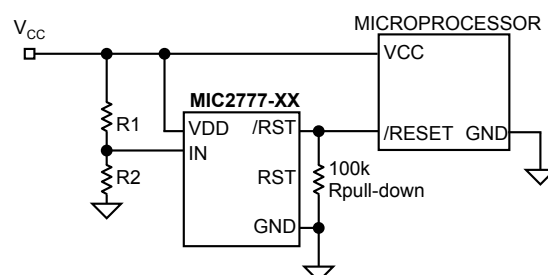 MICROPROCESSOR
VCC
VCC
MIC2777-XX
R1
VDD
/RST
/RESET
GND
IN
R2
RST
100k
Rpull-down
GND